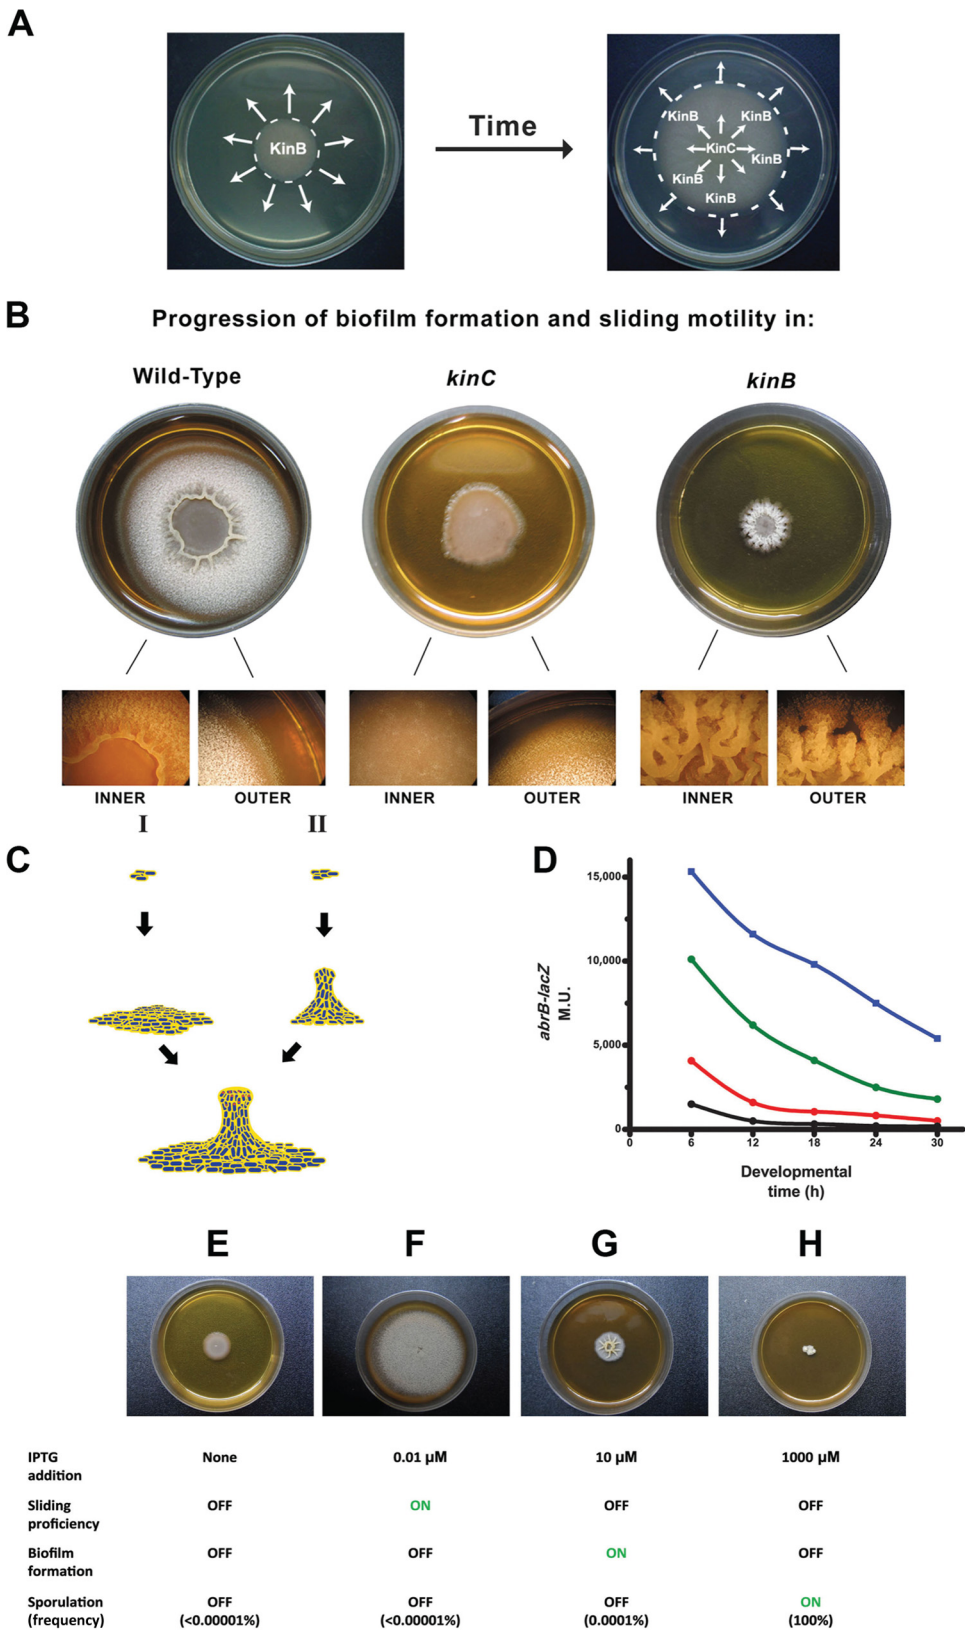 A
KinB
Time
KinB
KinB
KinC
KinB
KinB
KinB
B
Progression of biofilm formation and sliding motility in:
Wild-Type
kinC
kinB
INNER
OUTER
INNER
OUTER
INNER
OUTER
I
II
C
D
15,000
10,000
5,000
0
abrB-lacZ
M.U.
0
6
12
18
24
30
Developmental
time (h)
E
F
G
H
IPTG
addition
None
0.01 µM
10 µM
1000 µM
Sliding
proficiency
OFF
ON
OFF
OFF
Biofilm
formation
OFF
OFF
ON
OFF
Sporulation
(frequency)
OFF
(<0.00001%)
OFF
(<0.00001%)
OFF
(0.0001%)
ON
(100%)